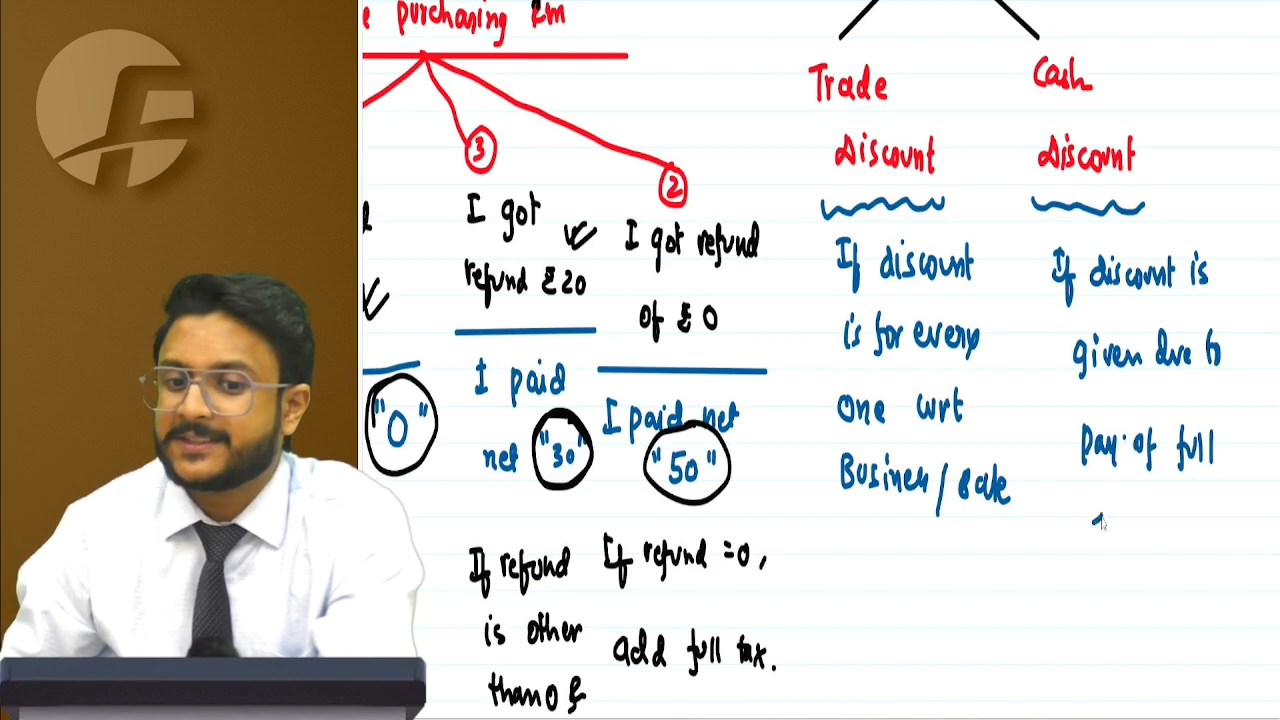 purchasing RM
3
I got
refund ₹20
I paid
net "30"
If refund
is other
than 0 &
2
I got refund
of ₹ 0
I paid net
"50"
If refund =0,
add full tax.
"0"
Trade
Discount
If discount
is for every
one wrt
Business/sale
Cash
Discount
If discount is
given due to
pay. of full